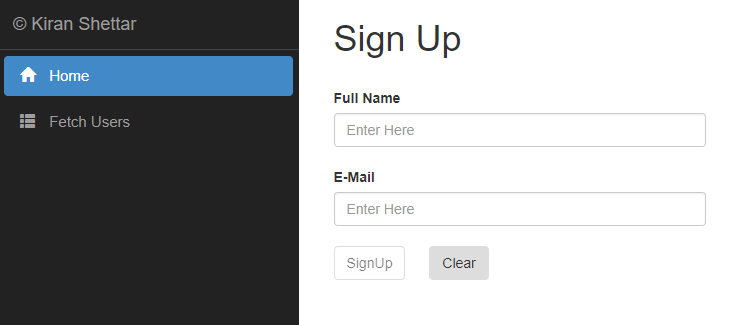 © Kiran Shettar
Home
Fetch Users
Sign Up
Full Name
Enter Here
E-Mail
Enter Here
SignUp Clear